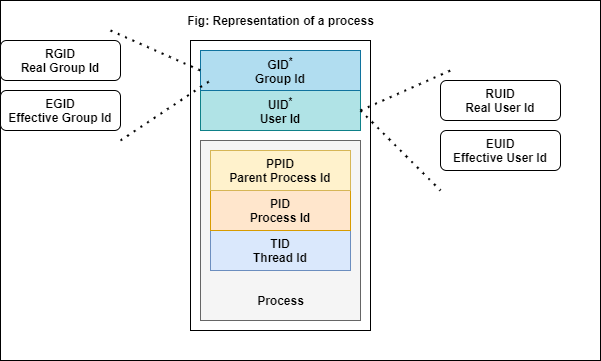 Fig: Representation of a process
RGID
Real Group Id
EGID
Effective Group Id
GID*
Group Id
UID*
User Id
RUID
Real User Id
EUID
Effective User Id
PPID
Parent Process Id
PID
Process Id
TID
Thread Id
Process